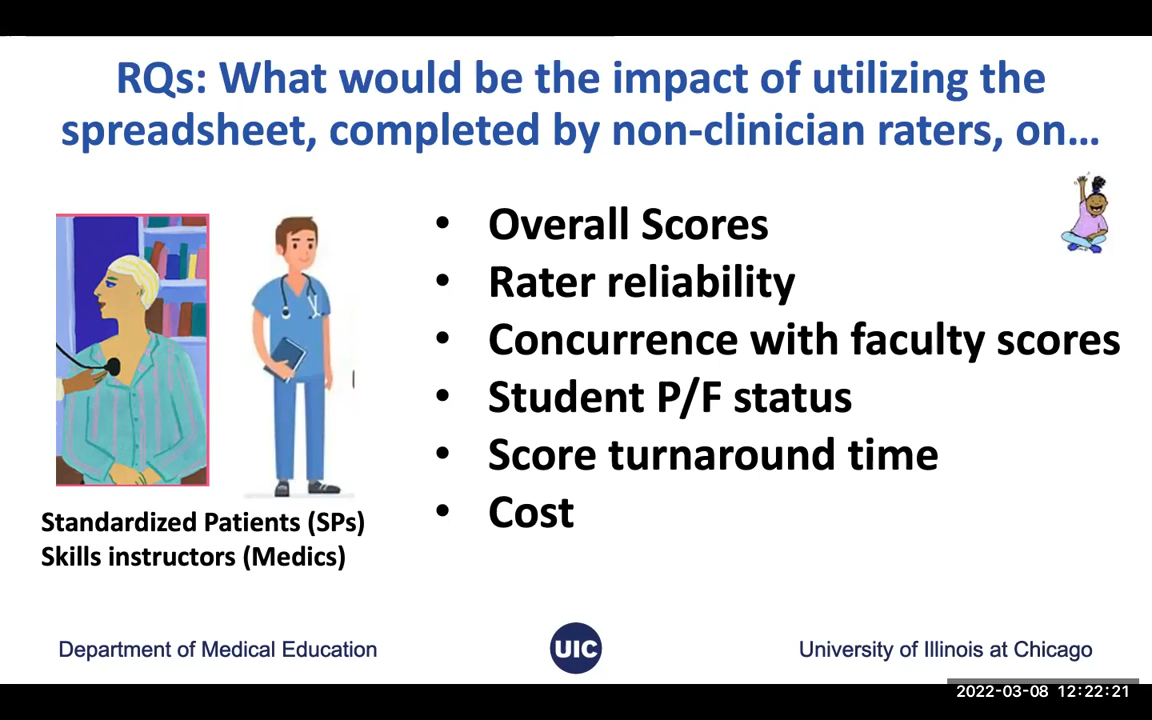 RQs: What would be the impact of utilizing the
spreadsheet, completed by non-clinician raters, on...
• Overall Scores
• Rater reliability
• Concurrence with faculty scores
• Student P/F status
• Score turnaround time
• Cost
Standardized Patients (SPs)
Skills instructors (Medics)
Department of Medical Education
UIC
University of Illinois at Chicago
2022-03-08 12:22:21